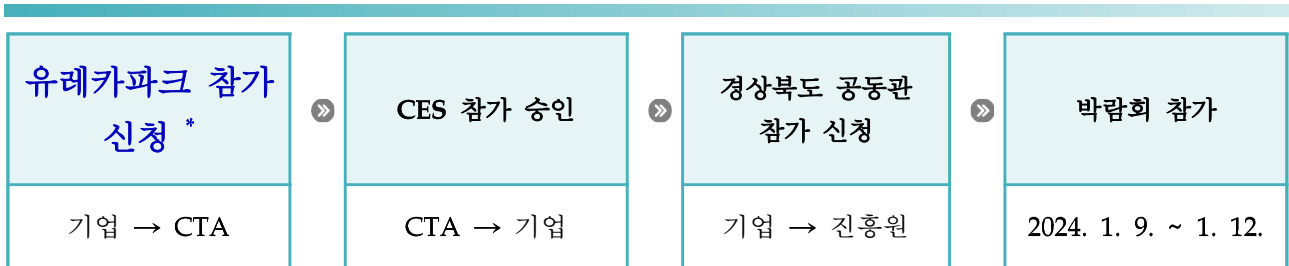 유레카파크 참가
신청 *
CES 참가 승인
경상북도 공동관
참가 신청
박람회 참가
기업 → CTA
CTA → 기업
기업 → 진흥원
2024. 1. 9. ~ 1. 12.